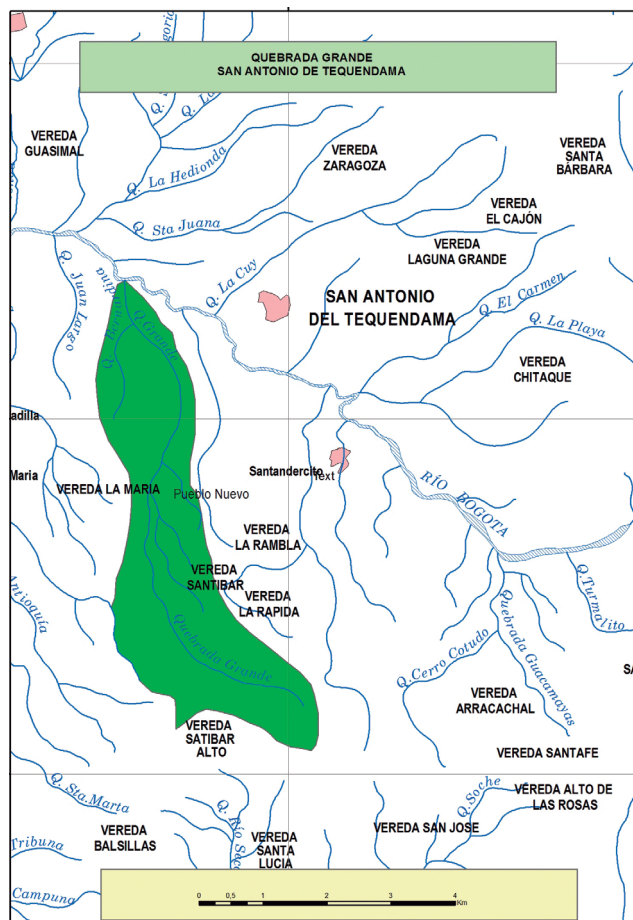 QUEBRADA GRANDE
SAN ANTONIO DE TEQUENDAMA
VEREDA
GUASIMAL
VEREDA
ZARAGOZA
VEREDA
SANTA
BÁRBARA
Q. La Hedionda
VEREDA
EL CAJÓN
Q. Sta Juana
VEREDA
LAGUNA GRANDE
Q. Juan Largo
Q. La Cuy
SAN ANTONIO
DEL TEQUENDAMA
Q. El Carmen
Q. La Playa
Q. Grande
VEREDA
CHITAQUE
adilla
Maria
Santandercito
Text
VEREDA LA MARIA
Pueblo Nuevo
RÍO BOGOTA
VEREDA
LA RAMBLA
VEREDA
SANTIBAR
VEREDA
LA RAPIDA
Antioquía
Q. Turmalito
Quebrada Grande
Quebrada Guacamayas
Q. Cerro Cotudo
SA
VEREDA
ARRACACHAL
VEREDA
SATIBAR
ALTO
VEREDA SANTAFE
Q. Sta. Marta
Q. Soche
VEREDA ALTO DE
LAS ROSAS
VEREDA
BALSILLAS
VEREDA
SANTA
LUCIA
VEREDA SAN JOSE
Tribuna
Campuna
0 0,5 1 2 3 4
Km